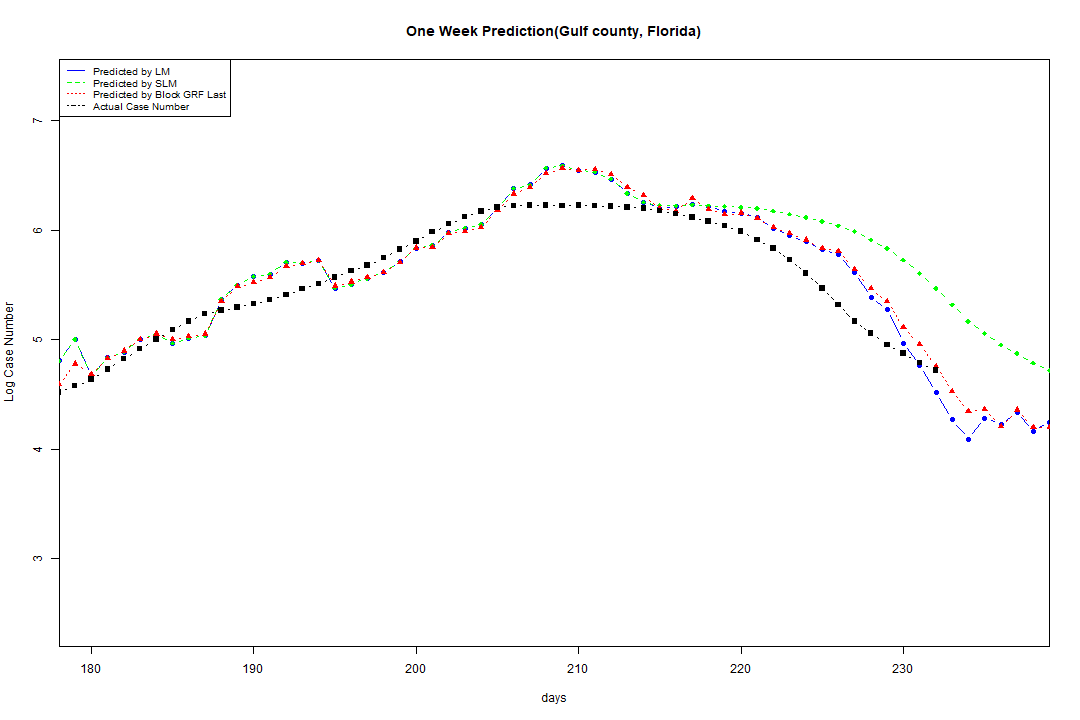 One Week Prediction(Gulf county, Florida)
Predicted by LM
Predicted by SLM
Predicted by Block GRF Last
Actual Case Number
7
6
5
4
3
Log Case Number
180 190 200 210 220 230
days